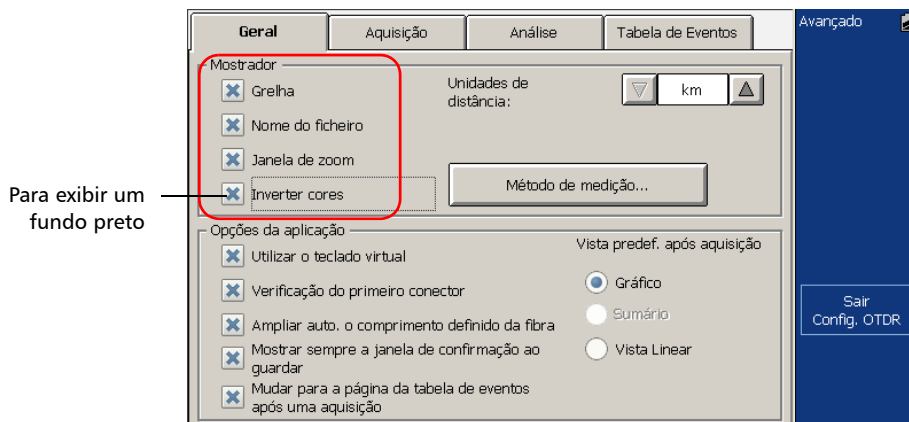 Geral
Aquisição
Análise
Tabela de Eventos
Avançado
Mostrador
Grelha
Unidades de
distância:
km
Nome do ficheiro
Janela de zoom
Inverter cores
Método de medição...
Para exibir um
fundo preto
Opções da aplicação
Utilizar o teclado virtual
Verificação do primeiro conector
Ampliar auto. o comprimento definido da fibra
Mostrar sempre a janela de confirmação ao
guardar
Mudar para a página da tabela de eventos
após uma aquisição
Vista predef. após aquisição
Gráfico
Sumário
Vista Linear
Sair
Config. OTDR